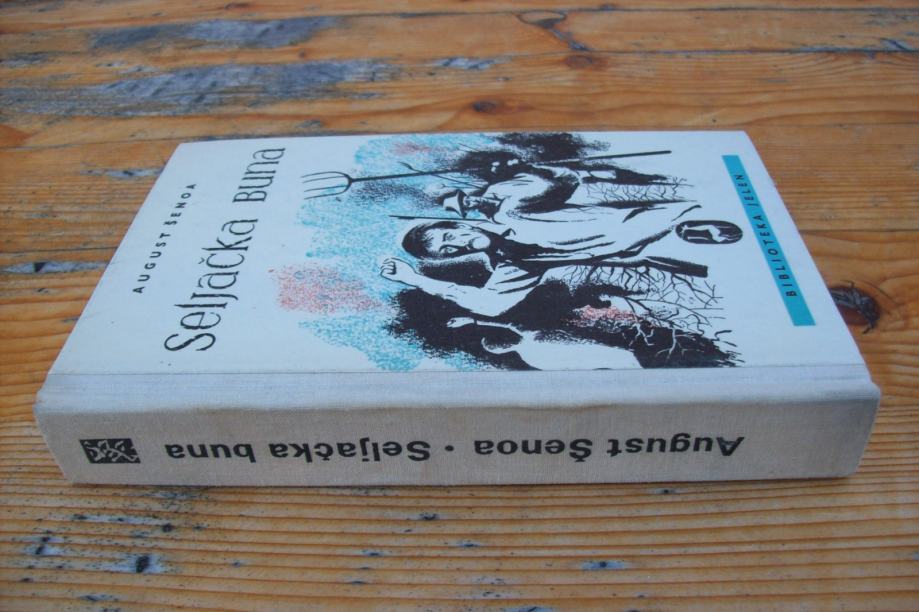 AUGUST ŠENOA
Seljačka BUNA
BIBLIOTEKA JELEN
August Šenoa · Seljačka buna